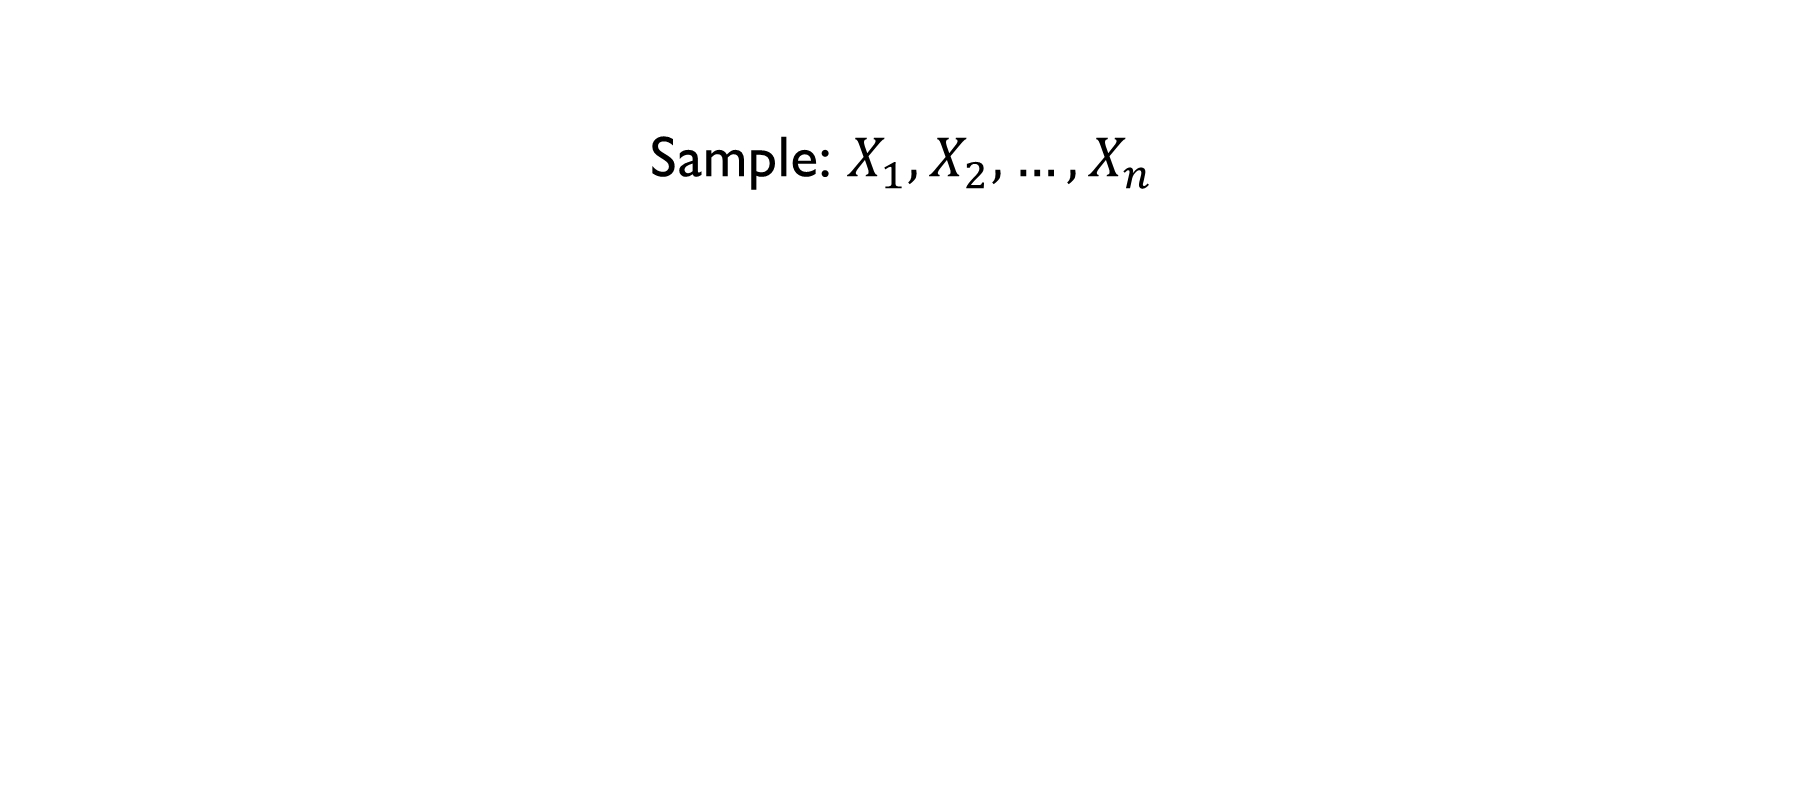 Sample: X₁, X₂, … , Xₙ